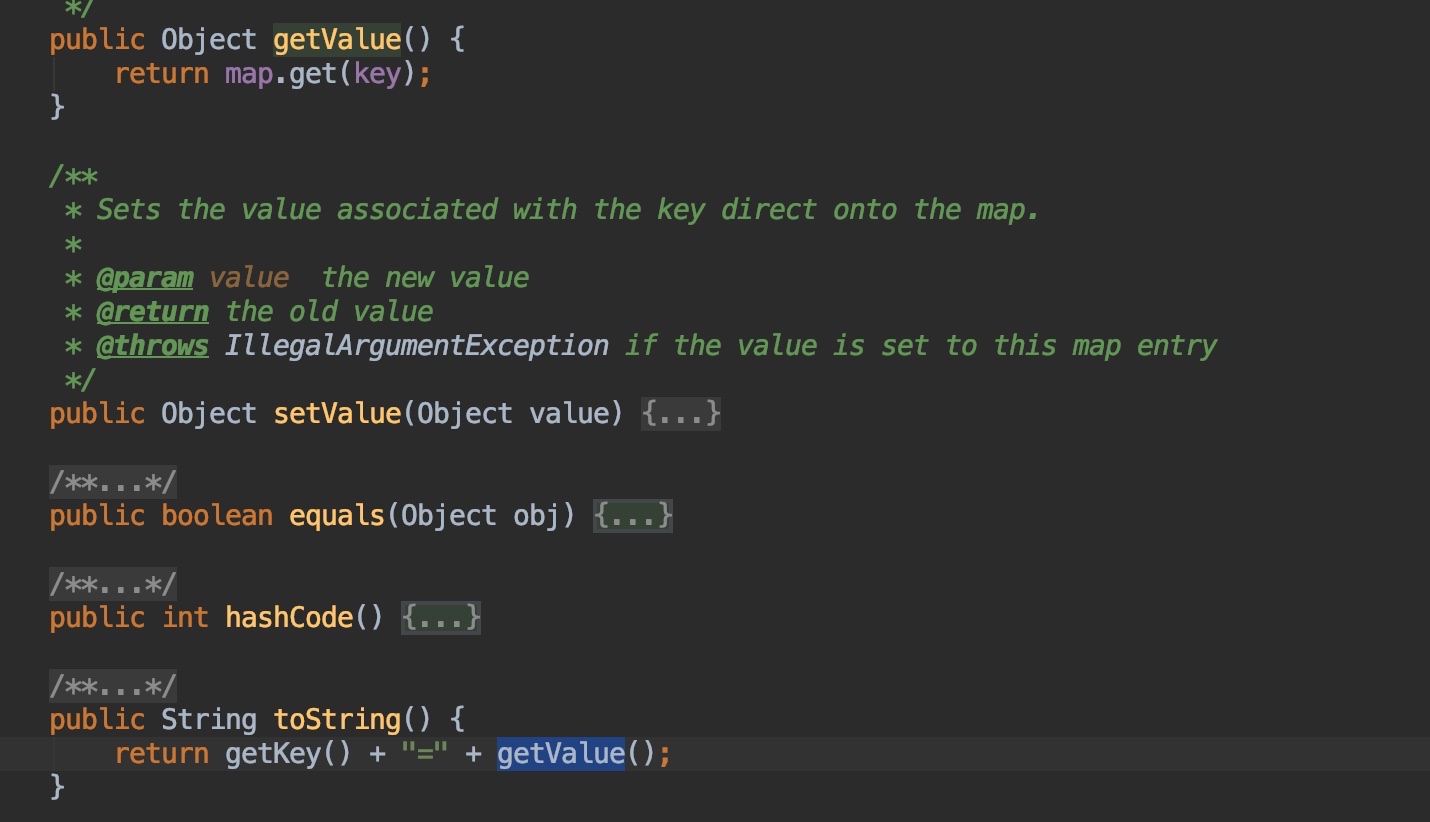 */
public Object getValue() {
return map.get(key);
}
/**
* Sets the value associated with the key direct onto the map.
*
* @param value  the new value
* @return the old value
* @throws IllegalArgumentException if the value is set to this map entry
*/
public Object setValue(Object value) {...}
/**...*/
public boolean equals(Object obj) {...}
/**...*/
public int hashCode() {...}
/**...*/
public String toString() {
return getKey() + "=" + getValue();
}